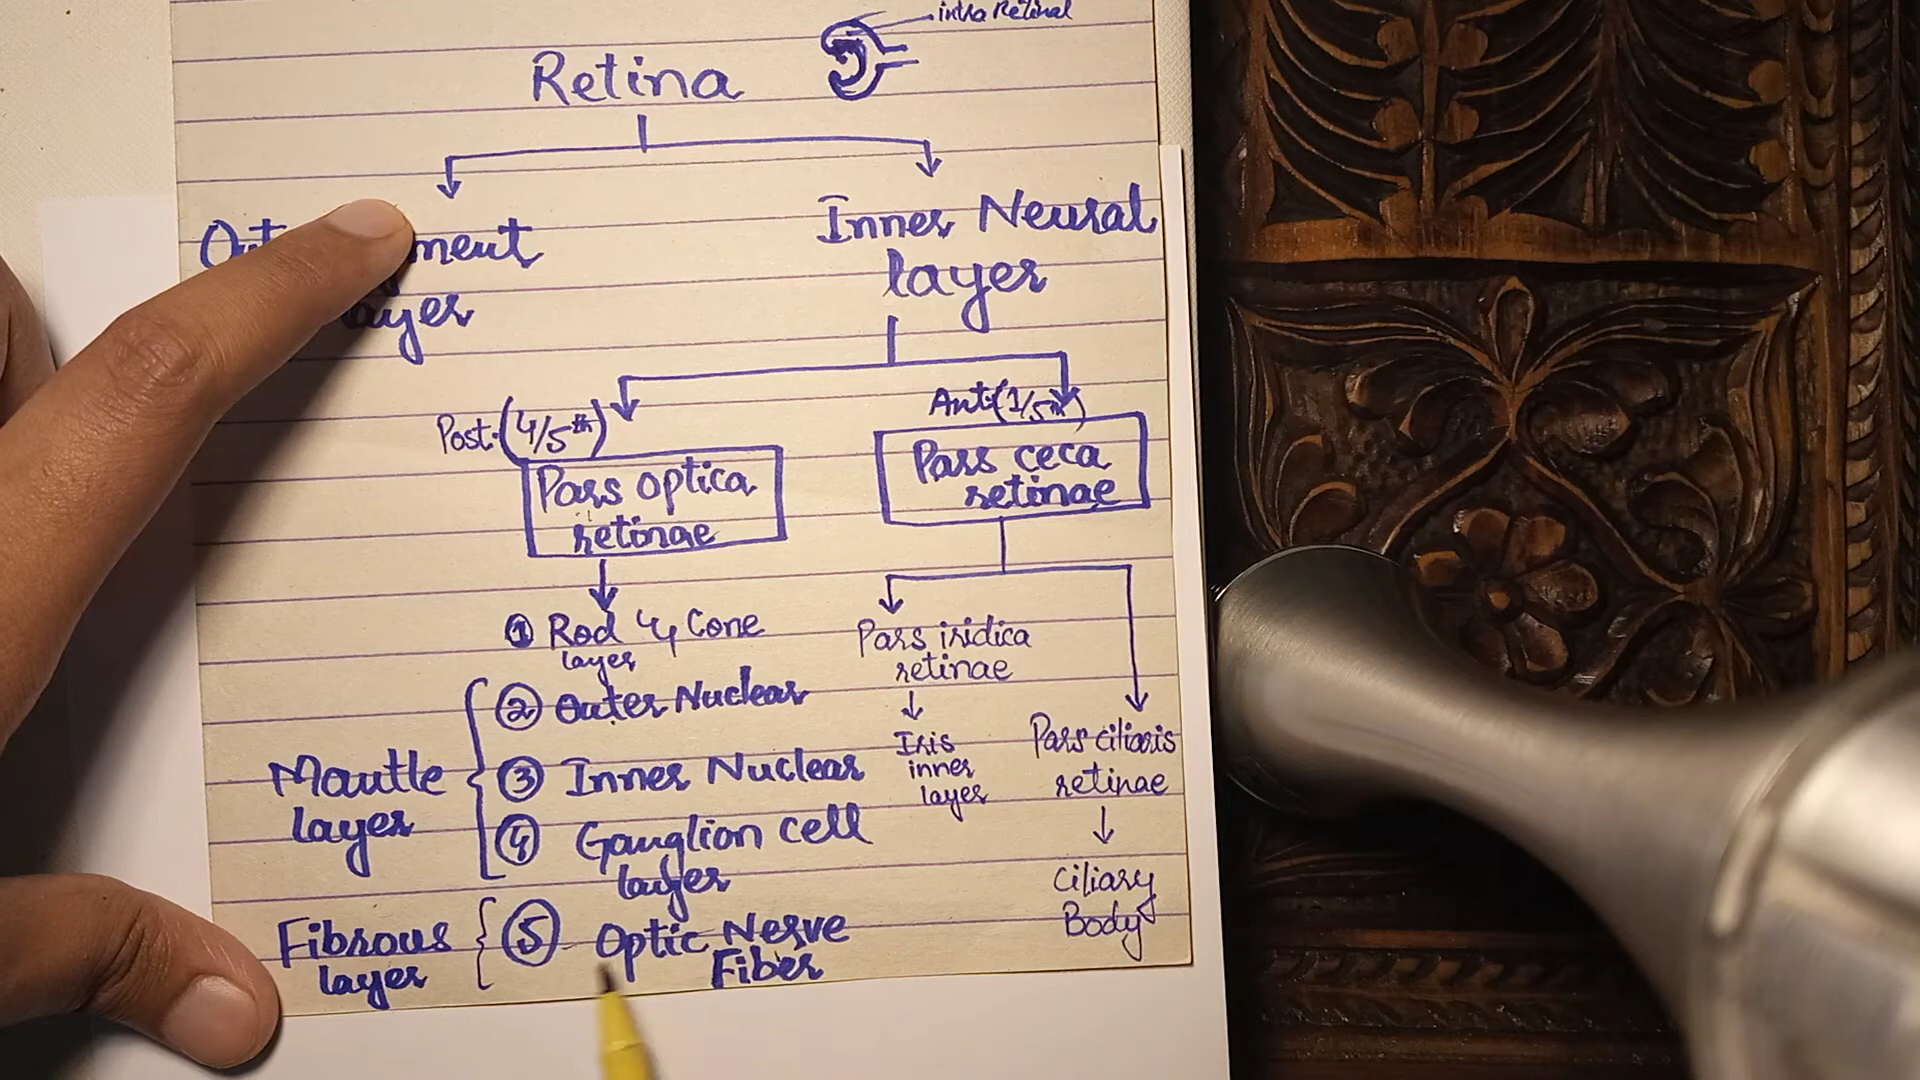 intra Retinal
Retina
Inner Neural
layer
Post. (4/5th)
Ant. (1/5th)
Pars optica
retinae
Pars ceca
retinae
① Rod & Cone
layer
② Outer Nuclear
③ Inner Nuclear
④ Ganglion cell
layer
Mantle
layer
Fibrous
layer
⑤ Optic Nerve
Fiber
Pars iridica
retinae
Iris
inner
layer
Pars ciliaris
retinae
Ciliary
Body